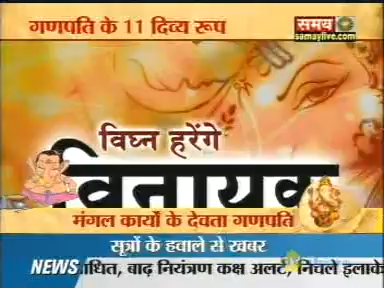 गणपति के 11 दिव्य रूप
समय
samaylive.com
विघ्न हरेंगे
विनायक
मंगल कार्यो के देवता गणपति
सूत्रों के हवाले से खबर
NEWS
धित, बाढ़ नियंत्रण कक्ष अलर्ट, निचले इलाके